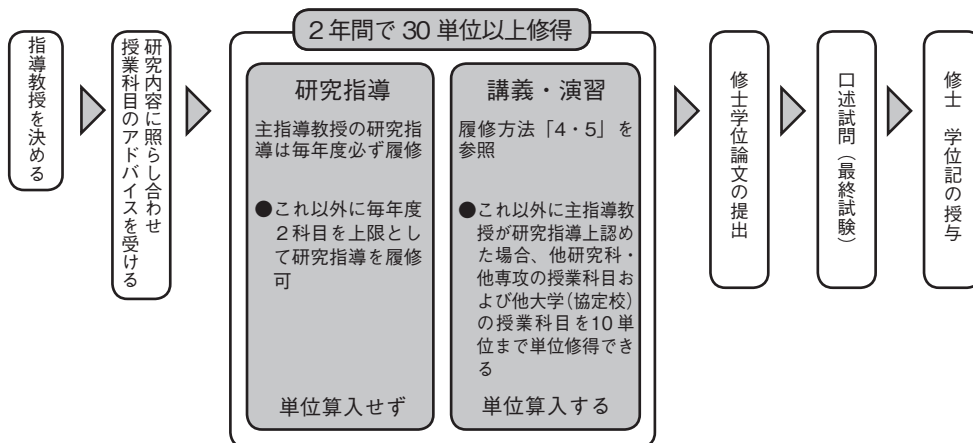 指導教授を決める
研究内容に照らし合わせ
授業科目のアドバイスを受ける
2年間で30単位以上修得
研究指導
主指導教授の研究指
導は毎年度必ず履修
●これ以外に毎年度
2科目を上限とし
て研究指導を履修
可
単位算入せず
講義・演習
履修方法「4・5」を
参照
●これ以外に主指導教
授が研究指導上認め
た場合、他研究科・
他専攻の授業科目お
よび他大学(協定校)
の授業科目を10単
位まで単位修得でき
る
単位算入する
修士学位論文の提出
口述試問（最終試験）
修士　学位記の授与